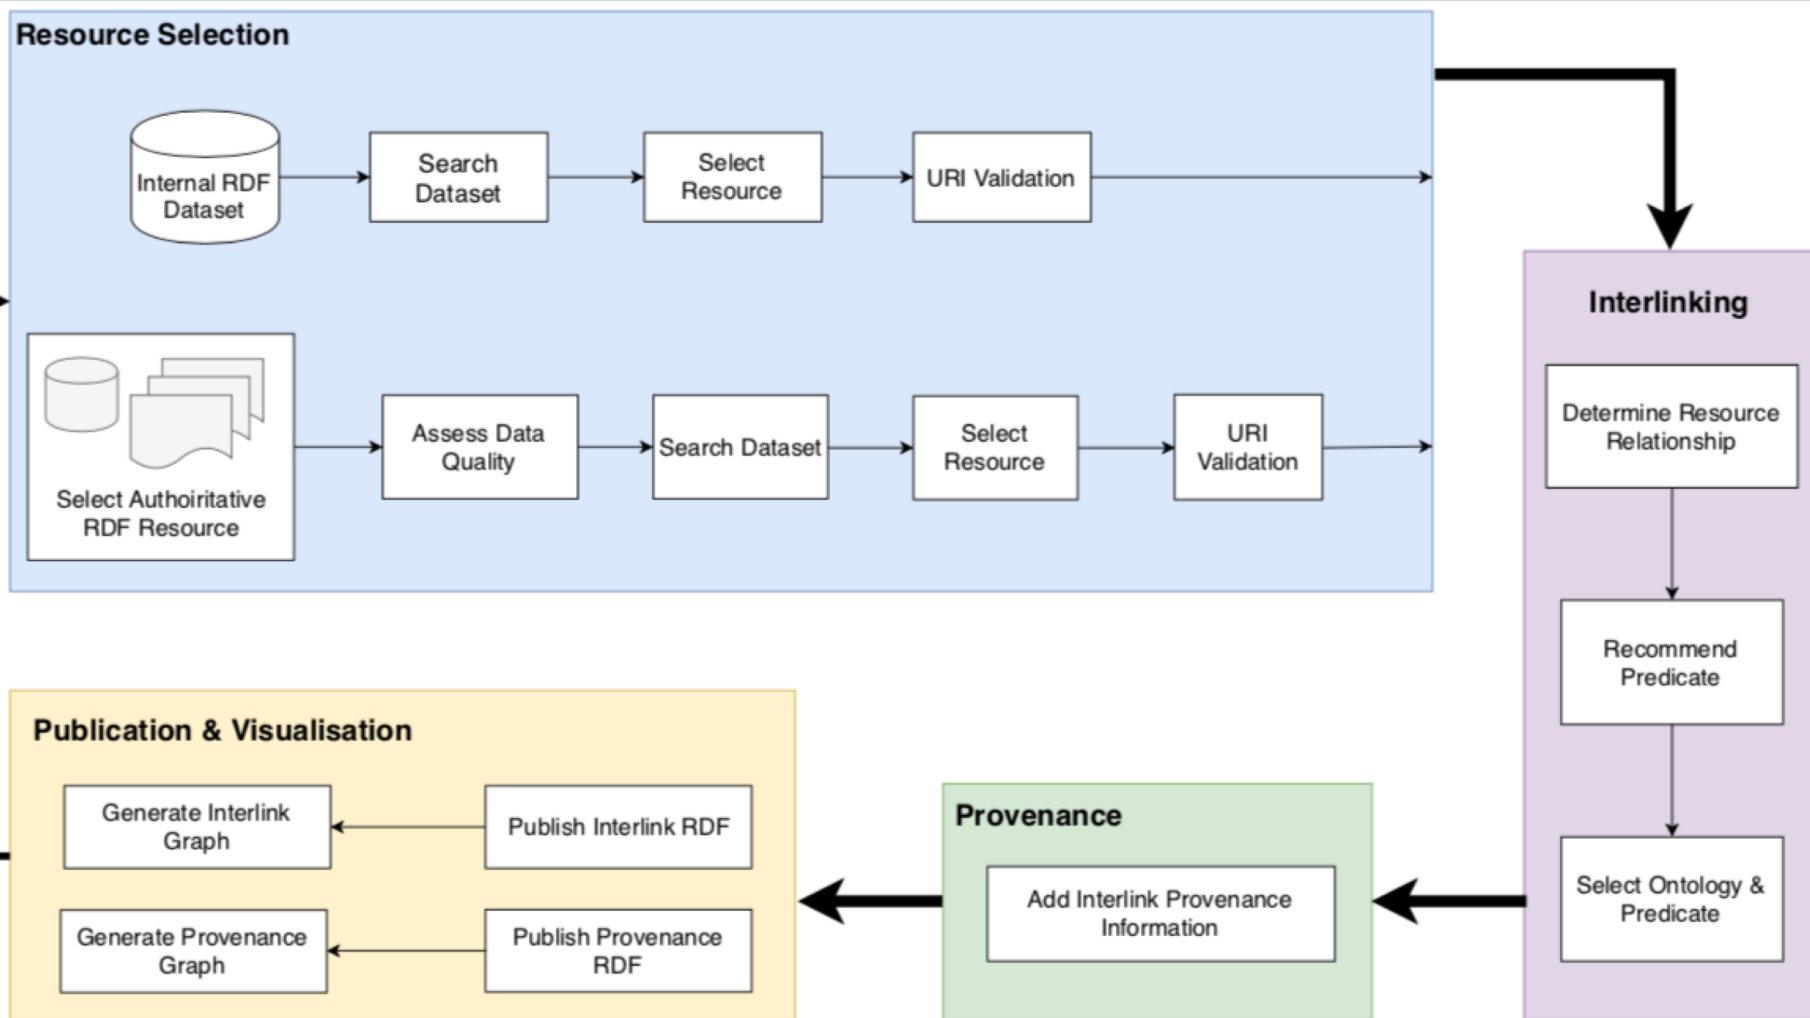 Resource Selection
Internal RDF
Dataset
Search
Dataset
Select
Resource
URI Validation
Select Authoiritative
RDF Resource
Assess Data
Quality
Search Dataset
Select
Resource
URI
Validation
Interlinking
Determine Resource
Relationship
Recommend
Predicate
Select Ontology &
Predicate
Provenance
Add Interlink Provenance
Information
Publication & Visualisation
Publish Interlink RDF
Generate Interlink
Graph
Publish Provenance
RDF
Generate Provenance
Graph